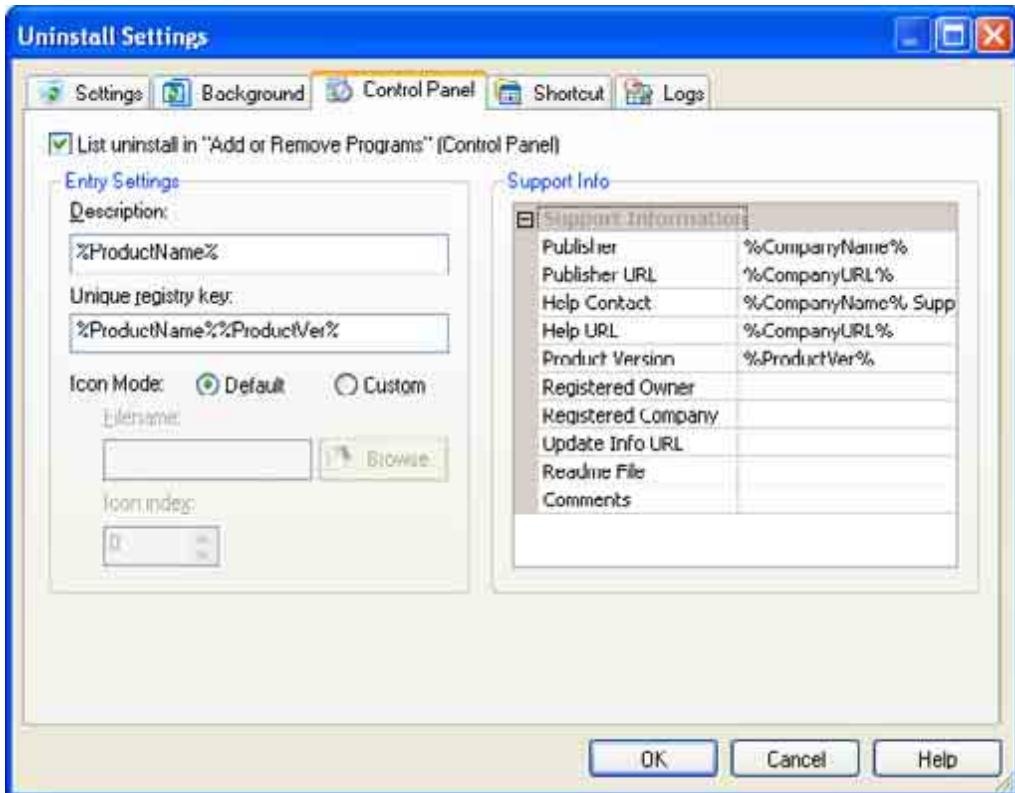 Uninstall Settings
Settings Background Control Panel Shortcut Logs
List uninstall in "Add or Remove Programs" (Control Panel)
Entry Settings
Description:
%ProductName%
Unique registry key:
%ProductName%%ProductVer%
Icon Mode: Default Custom
Filename:
Browse
Icon index:
0
Support Info
Support Information
Publisher %CompanyName%
Publisher URL %CompanyURL%
Help Contact %CompanyName% Supp
Help URL %CompanyURL%
Product Version %ProductVer%
Registered Owner
Registered Company
Update Info URL
Readme File
Comments
OK Cancel Help